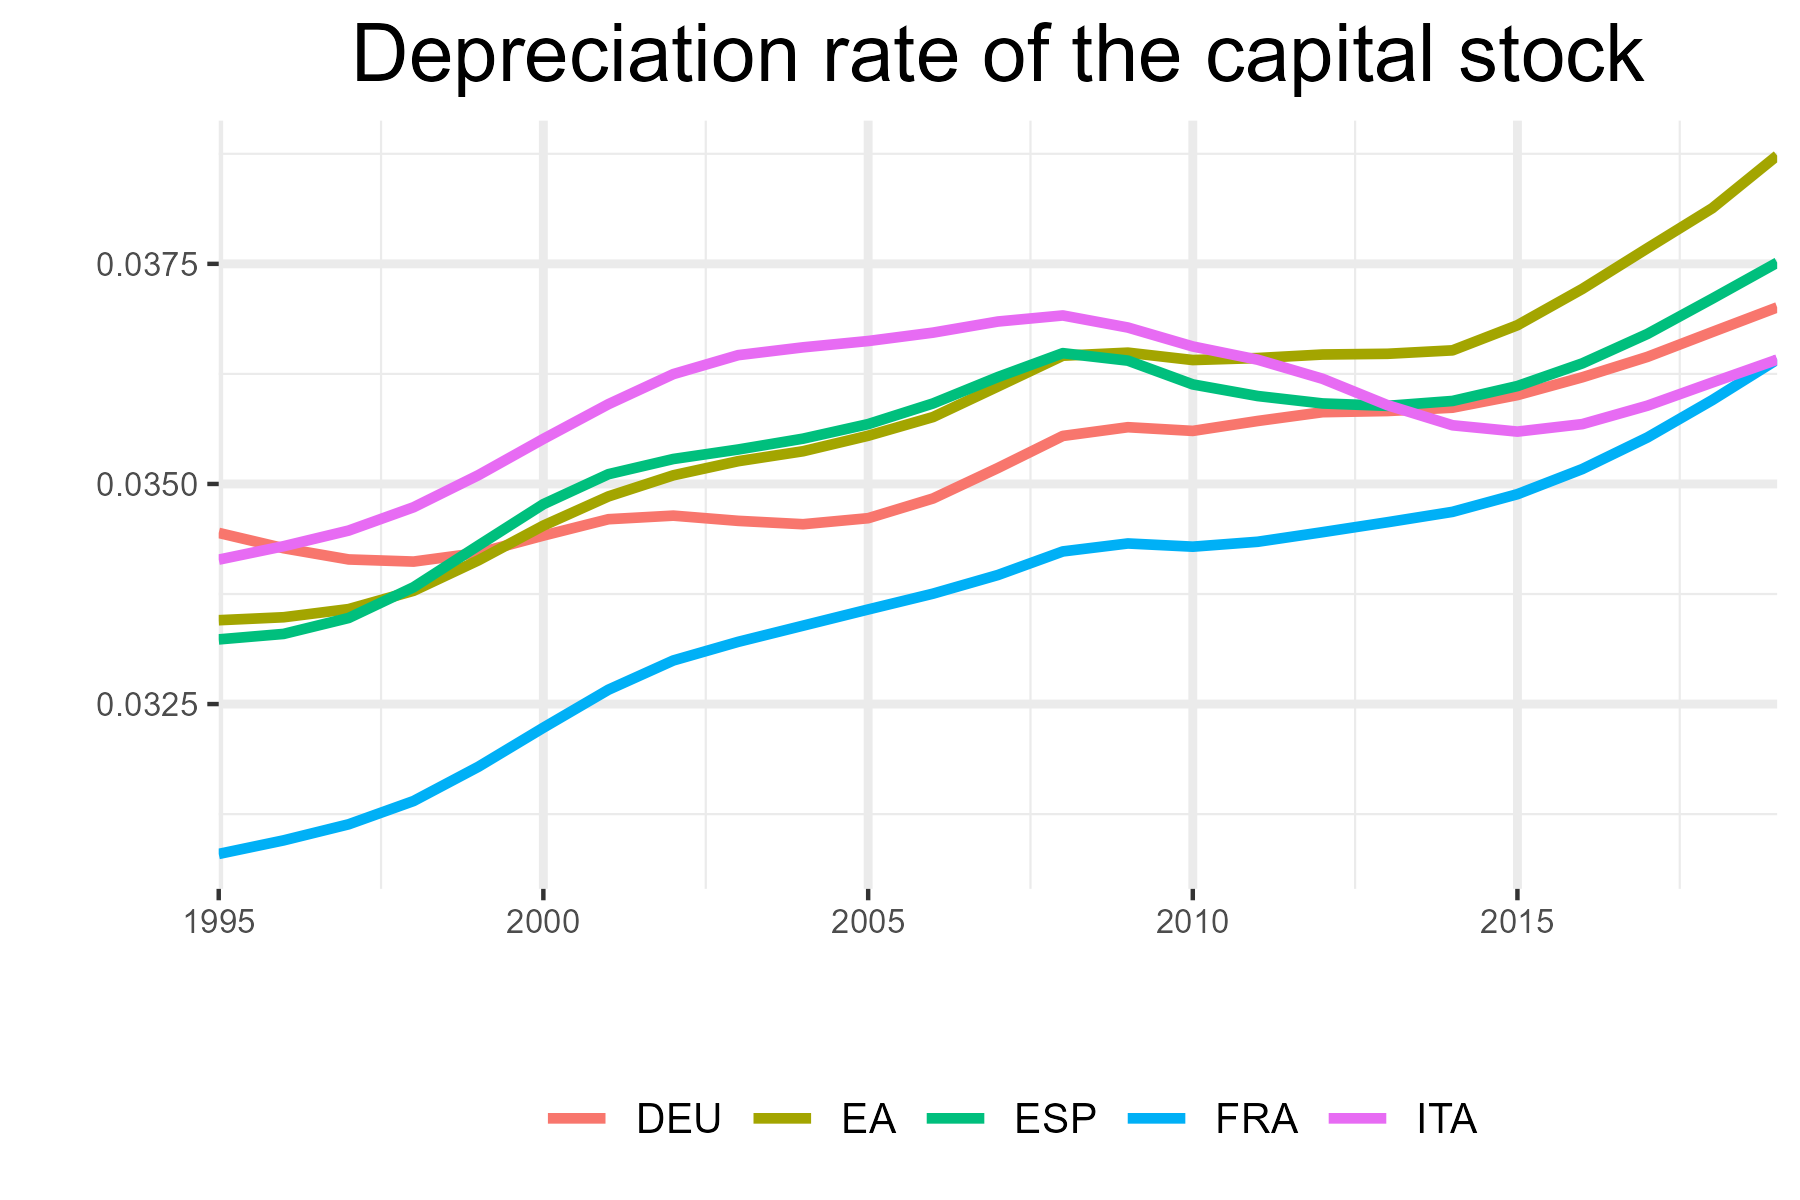 Depreciation rate of the capital stock
0.0375
0.0350
0.0325
1995 2000 2005 2010 2015
DEU EA ESP FRA ITA